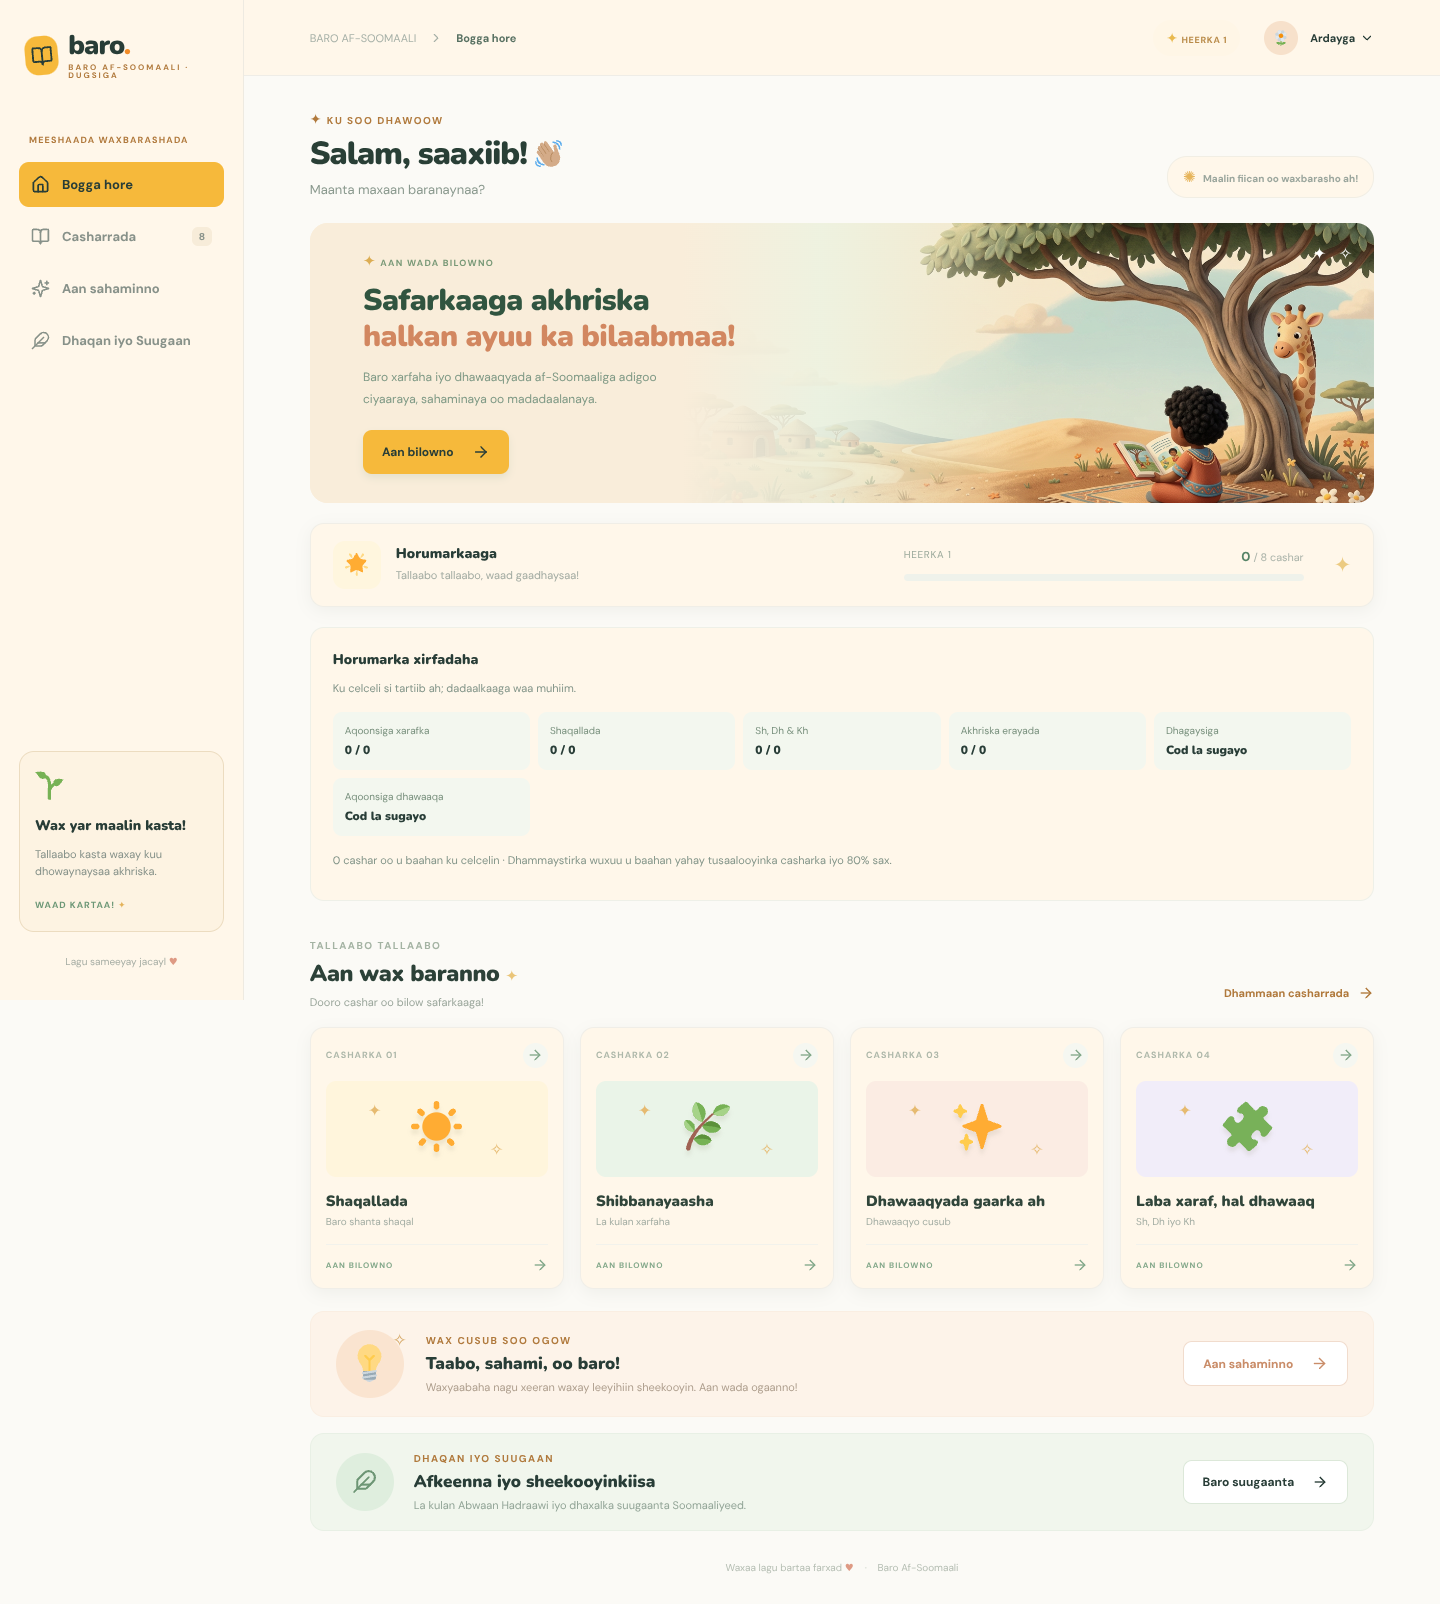 baro.
BARO AF-SOOMAALI ·
DUGSIGA
MEESHAADA WAXBARASHADA
Bogga hore
Casharrada 8
Aan sahaminno
Dhaqan iyo Suugaan
Wax yar maalin kasta!
Tallaabo kasta waxay kuu
dhowaynaysaa akhriska.
WAAD KARTAA! ✦
Lagu sameeyay jacayl ♥
BARO AF-SOOMAALI > Bogga hore
✦ HEERKA 1
Ardayga
✦ KU SOO DHAWOOW
Salam, saaxiib! 👋🏽
Maanta maxaan baranaynaa?
Maalin fiican oo waxbarasho ah!
✦ AAN WADA BILOWNO
Safarkaaga akhriska
halkan ayuu ka bilaabmaa!
Baro xarfaha iyo dhawaaqyada af-Soomaaliga adigoo
ciyaaraya, sahaminaya oo madadaalanaya.
Aan bilowno →
Horumarkaaga
Tallaabo tallaabo, waad gaadhaysaa!
HEERKA 1
0 / 8 cashar
Horumarka xirfadaha
Ku celceli si tartiib ah; dadaalkaaga waa muhiim.
Aqoonsiga xarafka
0 / 0
Shaqallada
0 / 0
Sh, Dh & Kh
0 / 0
Akhriska erayada
0 / 0
Dhagaysiga
Cod la sugayo
Aqoonsiga dhawaaqa
Cod la sugayo
0 cashar oo u baahan ku celcelin · Dhammaystirka wuxuu u baahan yahay tusaalooyinka casharka iyo 80% sax.
TALLAABO TALLAABO
Aan wax baranno ✦
Dooro cashar oo bilow safarkaaga!
Dhammaan casharrada →
CASHARKA 01
Shaqallada
Baro shanta shaqal
AAN BILOWNO →
CASHARKA 02
Shibbanayaasha
La kulan xarfaha
AAN BILOWNO →
CASHARKA 03
Dhawaaqyada gaarka ah
Dhawaaqyo cusub
AAN BILOWNO →
CASHARKA 04
Laba xaraf, hal dhawaaq
Sh, Dh iyo Kh
AAN BILOWNO →
WAX CUSUB SOO OGOW
Taabo, sahami, oo baro!
Waxyaabaha nagu xeeran waxay leeyihiin sheekooyin. Aan wada ogaanno!
Aan sahaminno →
DHAQAN IYO SUUGAAN
Afkeenna iyo sheekooyinkiisa
La kulan Abwaan Hadraawi iyo dhaxalka suugaanta Soomaaliyeed.
Baro suugaanta →
Waxaa lagu bartaa farxad ♥ · Baro Af-Soomaali